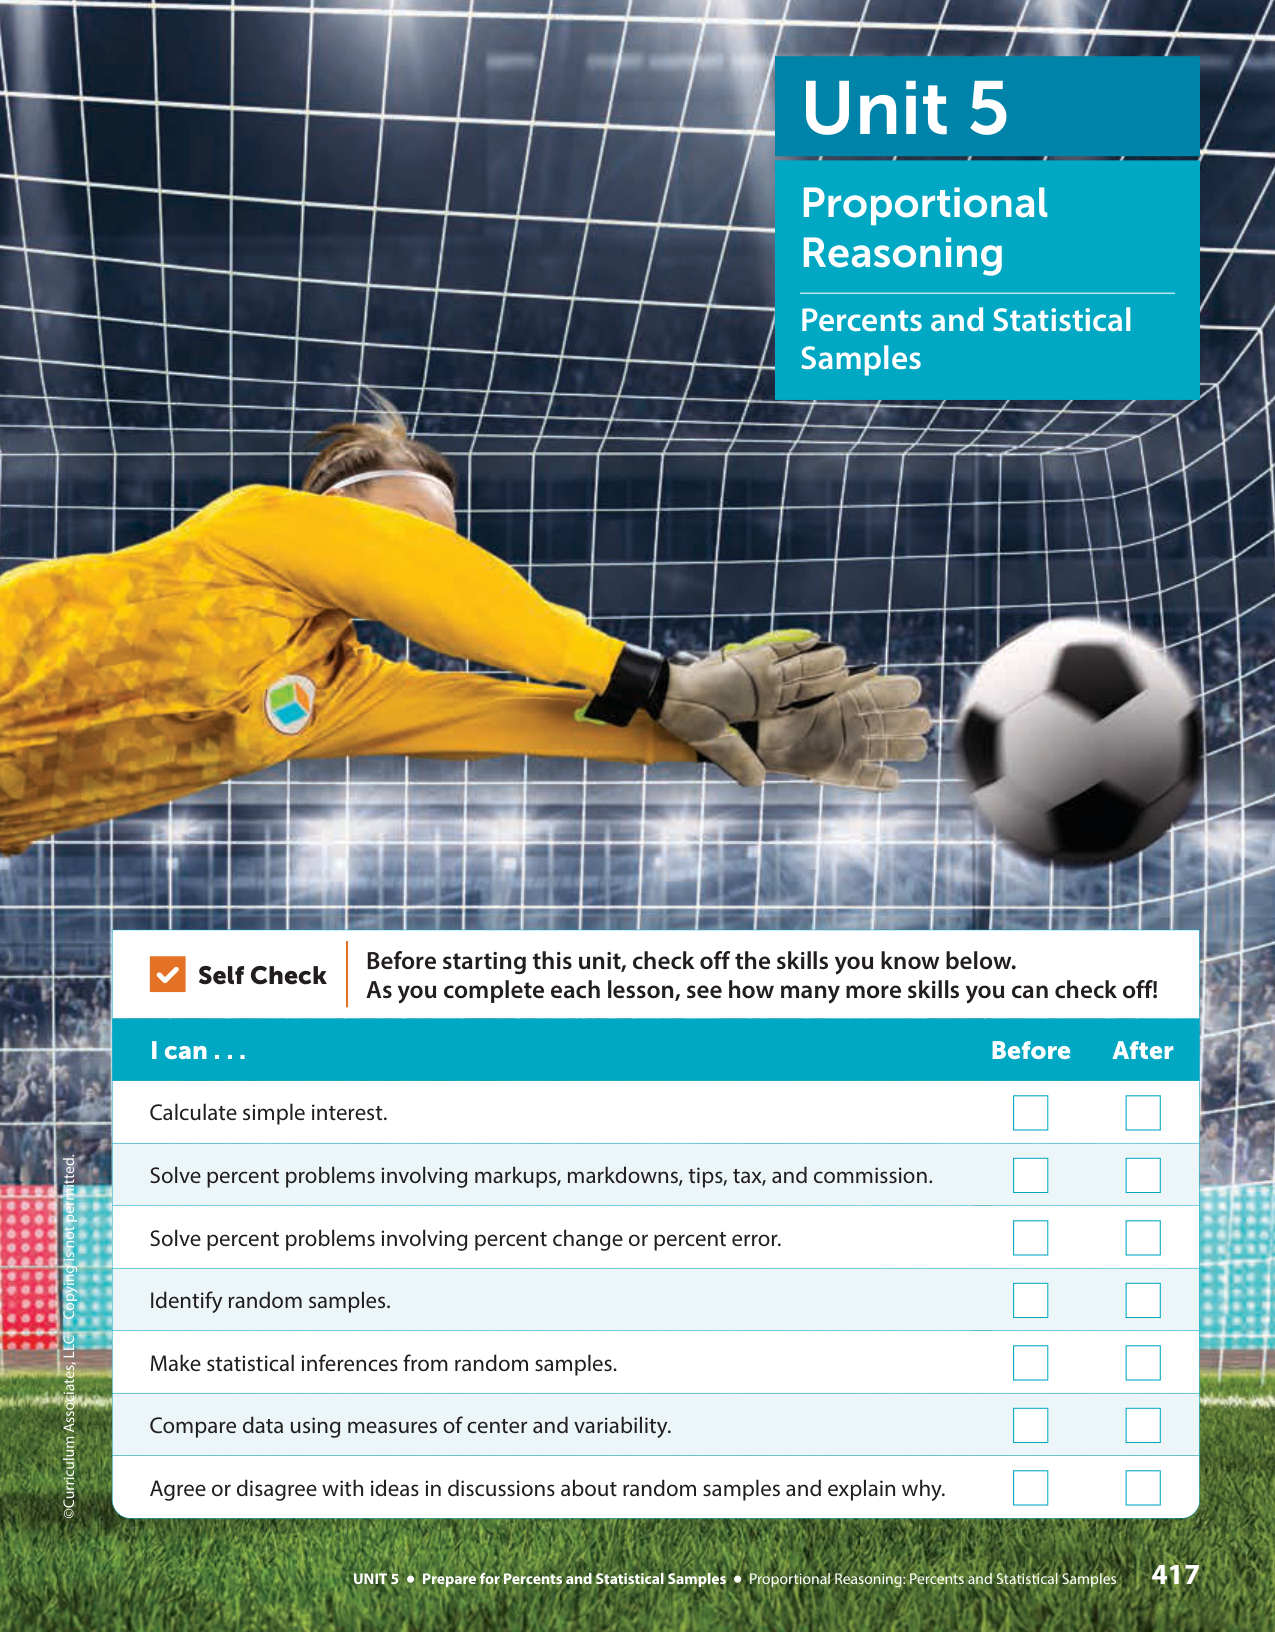 Unit 5
Proportional
Reasoning
Percents and Statistical
Samples
Self Check
Before starting this unit, check off the skills you know below.
As you complete each lesson, see how many more skills you can check off!
I can . . . Before After
Calculate simple interest.
Solve percent problems involving markups, markdowns, tips, tax, and commission.
Solve percent problems involving percent change or percent error.
Identify random samples.
Make statistical inferences from random samples.
Compare data using measures of center and variability.
Agree or disagree with ideas in discussions about random samples and explain why.
©Curriculum Associates, LLC Copying is not permitted.
UNIT 5 • Prepare for Percents and Statistical Samples • Proportional Reasoning: Percents and Statistical Samples 417